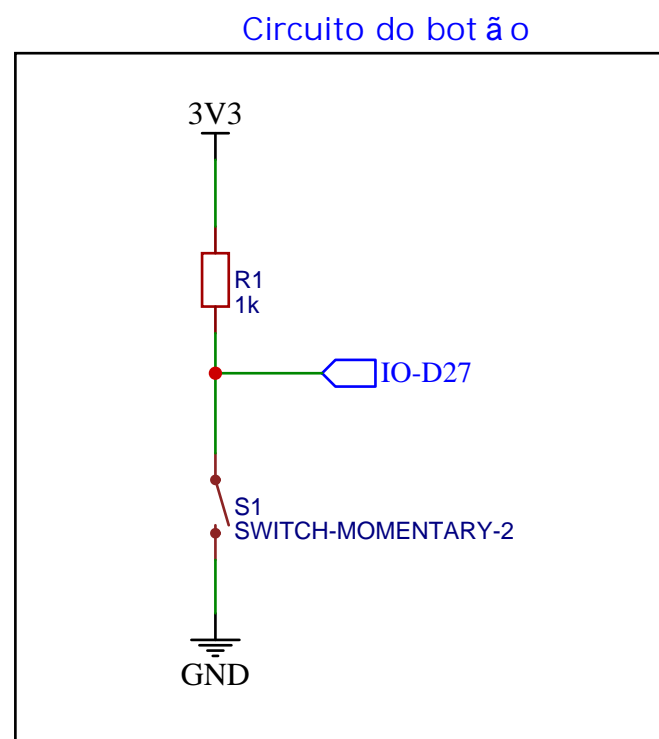 Circuito do botão
3V3
R1
1k
IO-D27
S1
SWITCH-MOMENTARY-2
GND